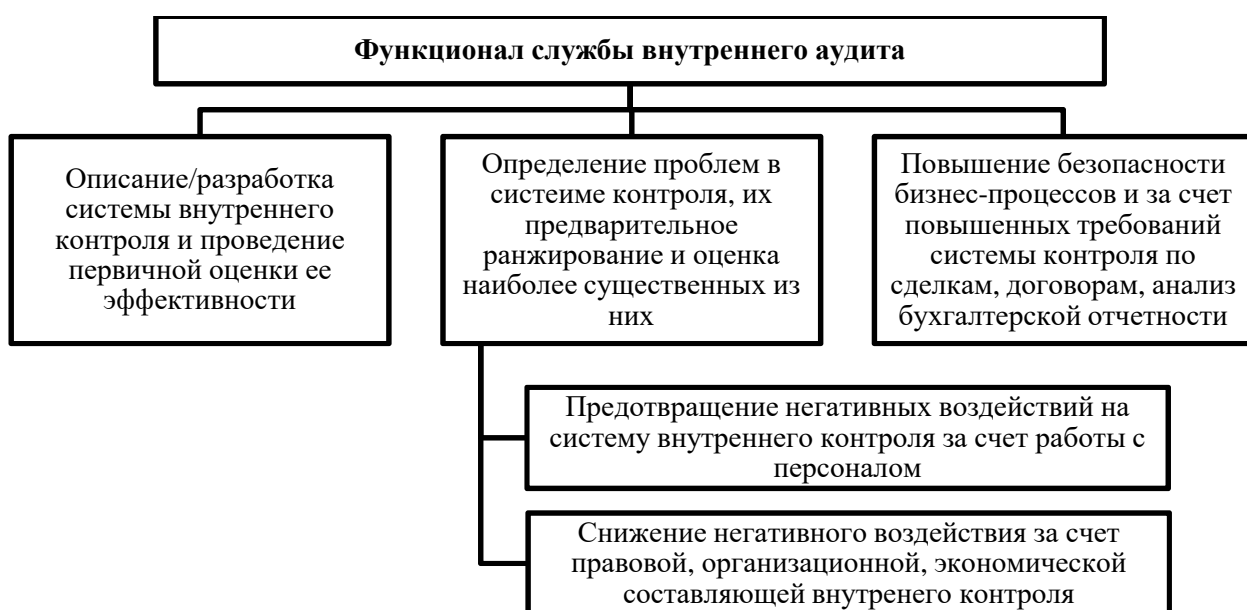 Функционал службы внутреннего аудита
Описание/разработка
системы внутреннего
контроля и проведение
первичной оценки ее
эффективности
Определение проблем в
систеиме контроля, их
предварительное
ранжирование и оценка
наиболее существенных из
них
Повышение безопасности
бизнес-процессов и за счет
повышенных требований
системы контроля по
сделкам, договорам, анализ
бухгалтерской отчетности
Предотвращение негативных воздействий на
систему внутреннего контроля за счет работы с
персоналом
Снижение негативного воздействия за счет
правовой, организационной, экономической
составляющей внутренего контроля